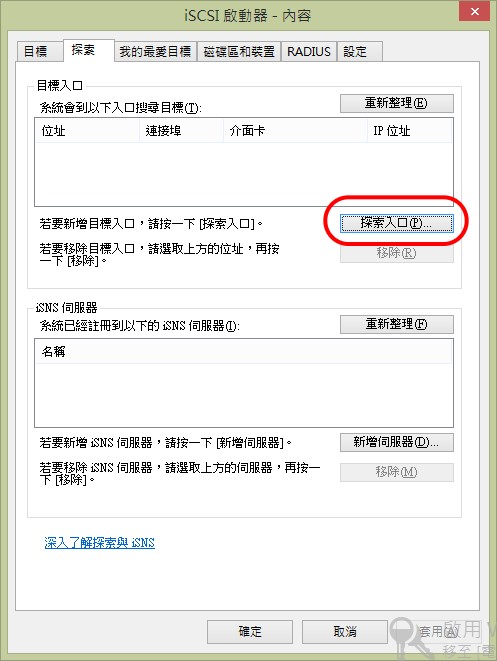 iSCSI 啟動器 - 內容
目標 探索 我的最愛目標 磁碟區和裝置 RADIUS 設定
目標入口
系統會到以下入口搜尋目標(T): 重新整理(E)
位址 連接埠 介面卡 IP 位址
若要新增目標入口，請按一下 [探索入口]。 探索入口(P)...
若要移除目標入口，請選取上方的位址，再按 移除(R)
一下 [移除]。
iSNS 伺服器
系統已經註冊到以下的 iSNS 伺服器(I): 重新整理(F)
名稱
若要新增 iSNS 伺服器，請按一下 [新增伺服器]。 新增伺服器(D)...
若要移除 iSNS 伺服器，請選取上方的伺服器，再按一 移除(M)
下 [移除]。
深入了解探索與 iSNS
確定 取消 套用(A)
啟用 W
移至 [電